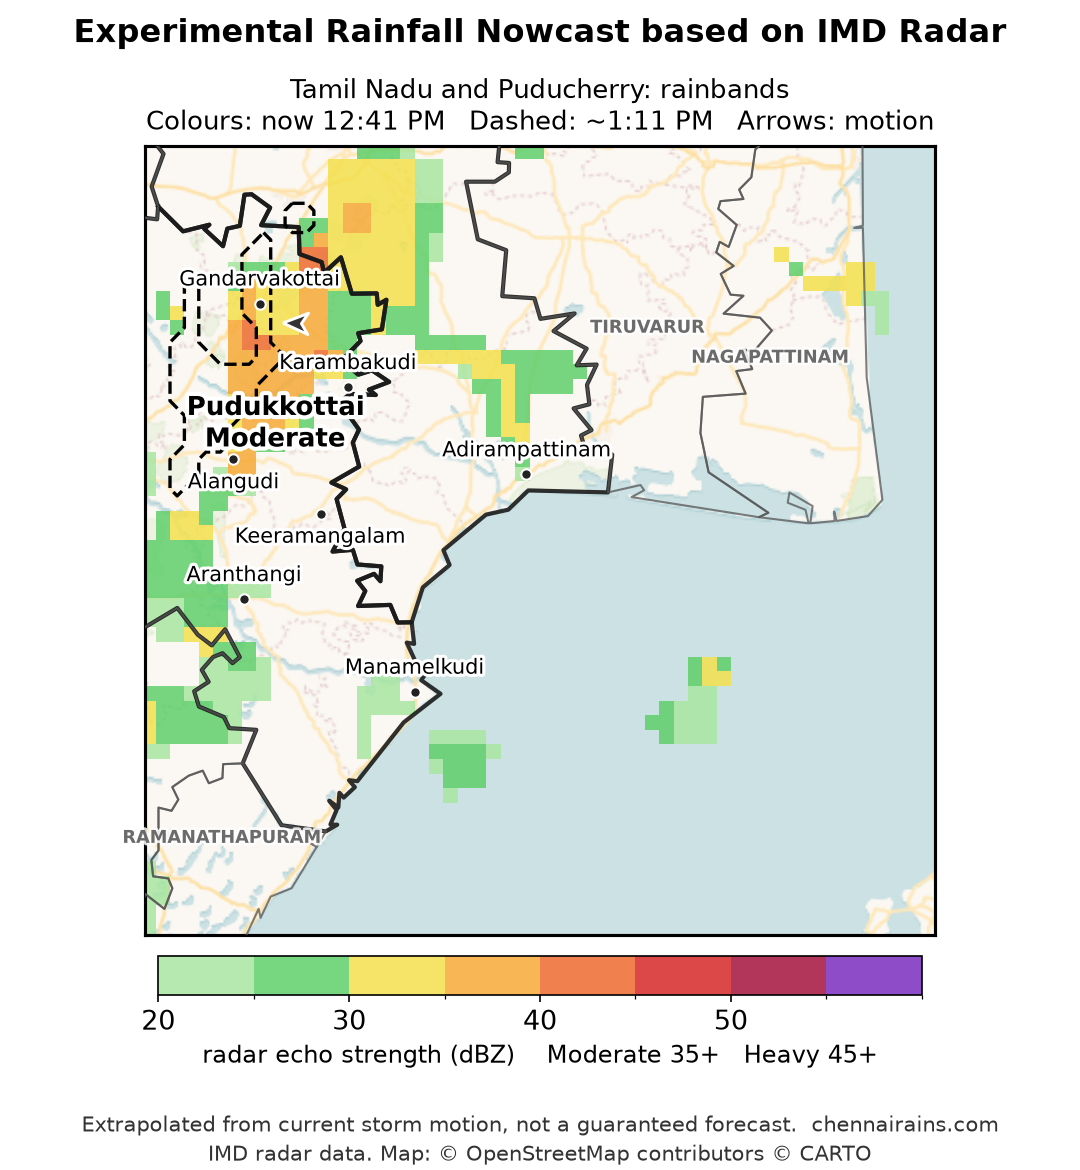 Experimental Rainfall Nowcast based on IMD Radar
Tamil Nadu and Puducherry: rainbands
Colours: now 12:41 PM   Dashed: ~1:11 PM   Arrows: motion
Gandarvakottai
TIRUVARUR
NAGAPATTINAM
Karambakudi
Pudukkottai
Moderate
Adirampattinam
Alangudi
Keeramangalam
Aranthangi
Manamelkudi
RAMANATHAPURAM
20 30 40 50
radar echo strength (dBZ)   Moderate 35+   Heavy 45+
Extrapolated from current storm motion, not a guaranteed forecast.  chennairains.com
IMD radar data. Map: © OpenStreetMap contributors © CARTO